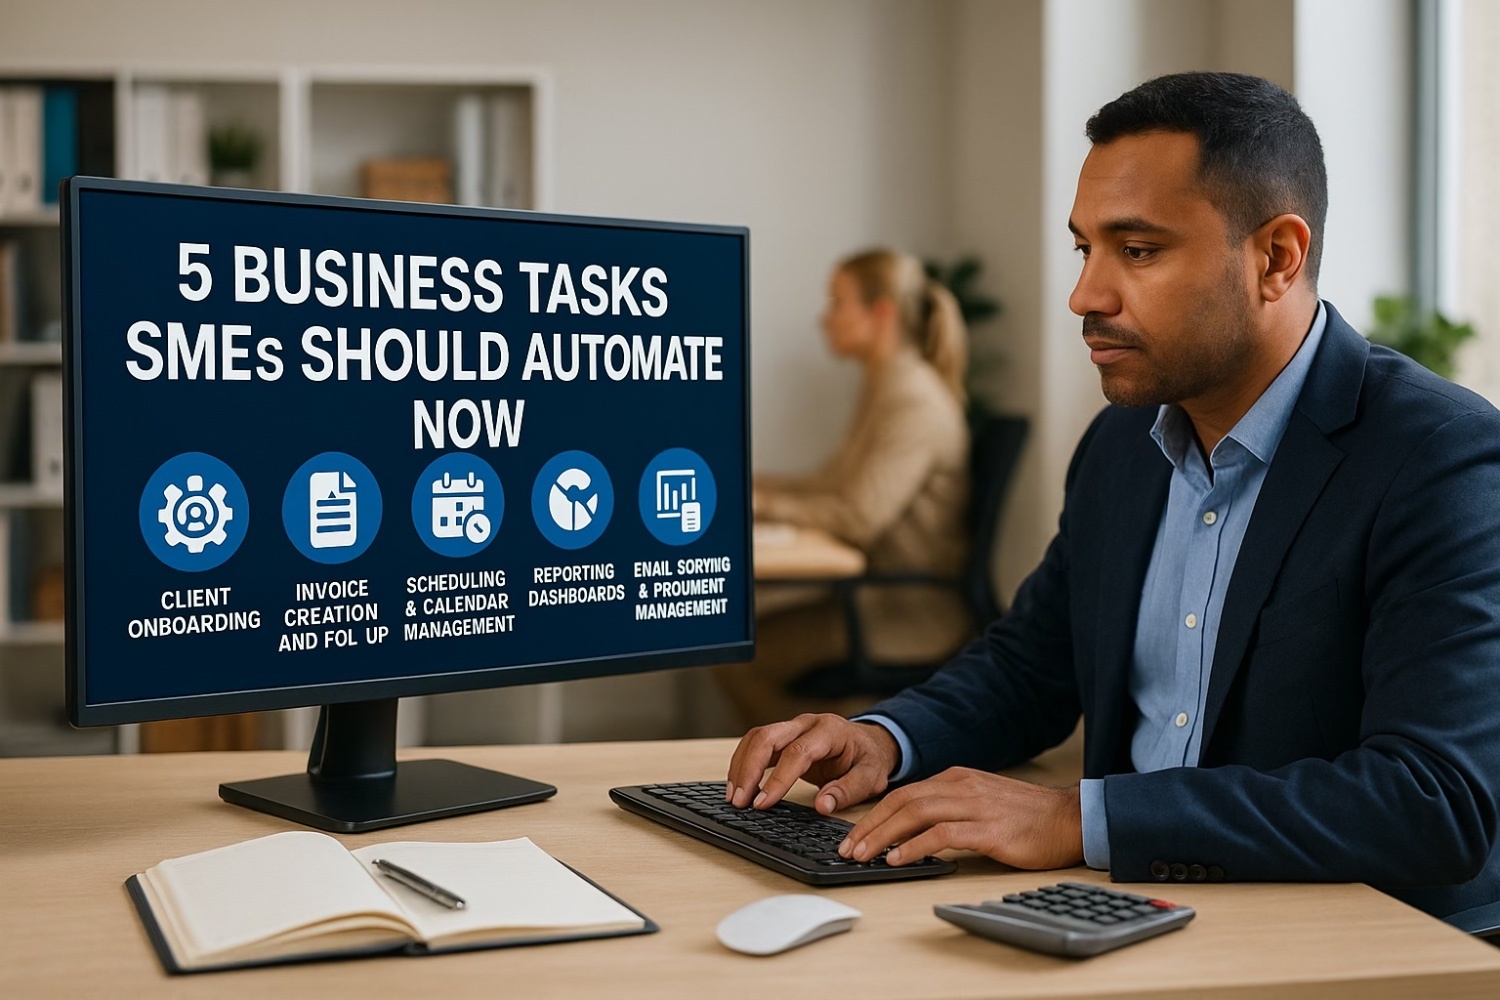 5 BUSINESS TASKS
SMEs SHOULD AUTOMATE
NOW
CLIENT
ONBOARDING
INVOICE
CREATION
AND FOL UP
SCHEDULING
& CALENDAR
MANAGEMENT
REPORTING
DASHBOARDS
ENAIL SORYING
& PROUMENT
MANAGEMENT